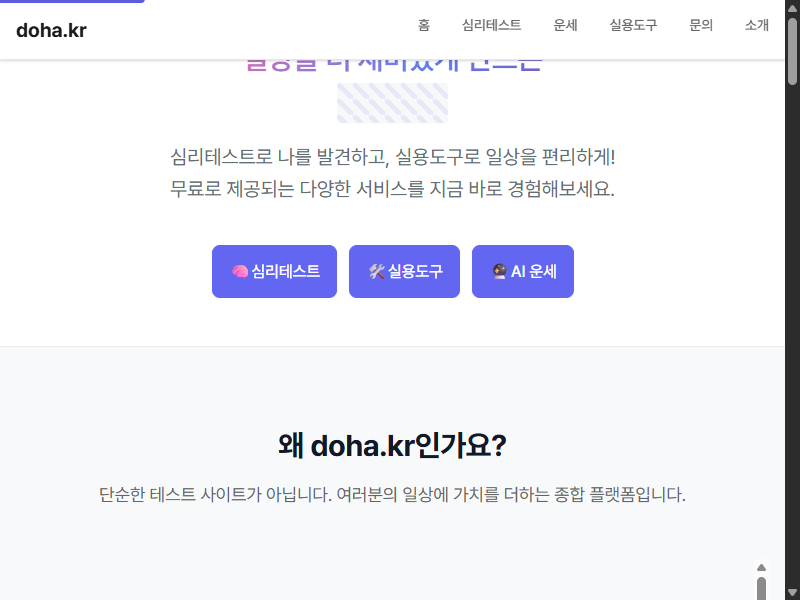 doha.kr
홈
심리테스트
운세
실용도구
문의
소개
심리테스트로 나를 발견하고, 실용도구로 일상을 편리하게!
무료로 제공되는 다양한 서비스를 지금 바로 경험해보세요.
🧠 심리테스트
🛠️ 실용도구
🔮 AI 운세
왜 doha.kr인가요?
단순한 테스트 사이트가 아닙니다. 여러분의 일상에 가치를 더하는 종합 플랫폼입니다.